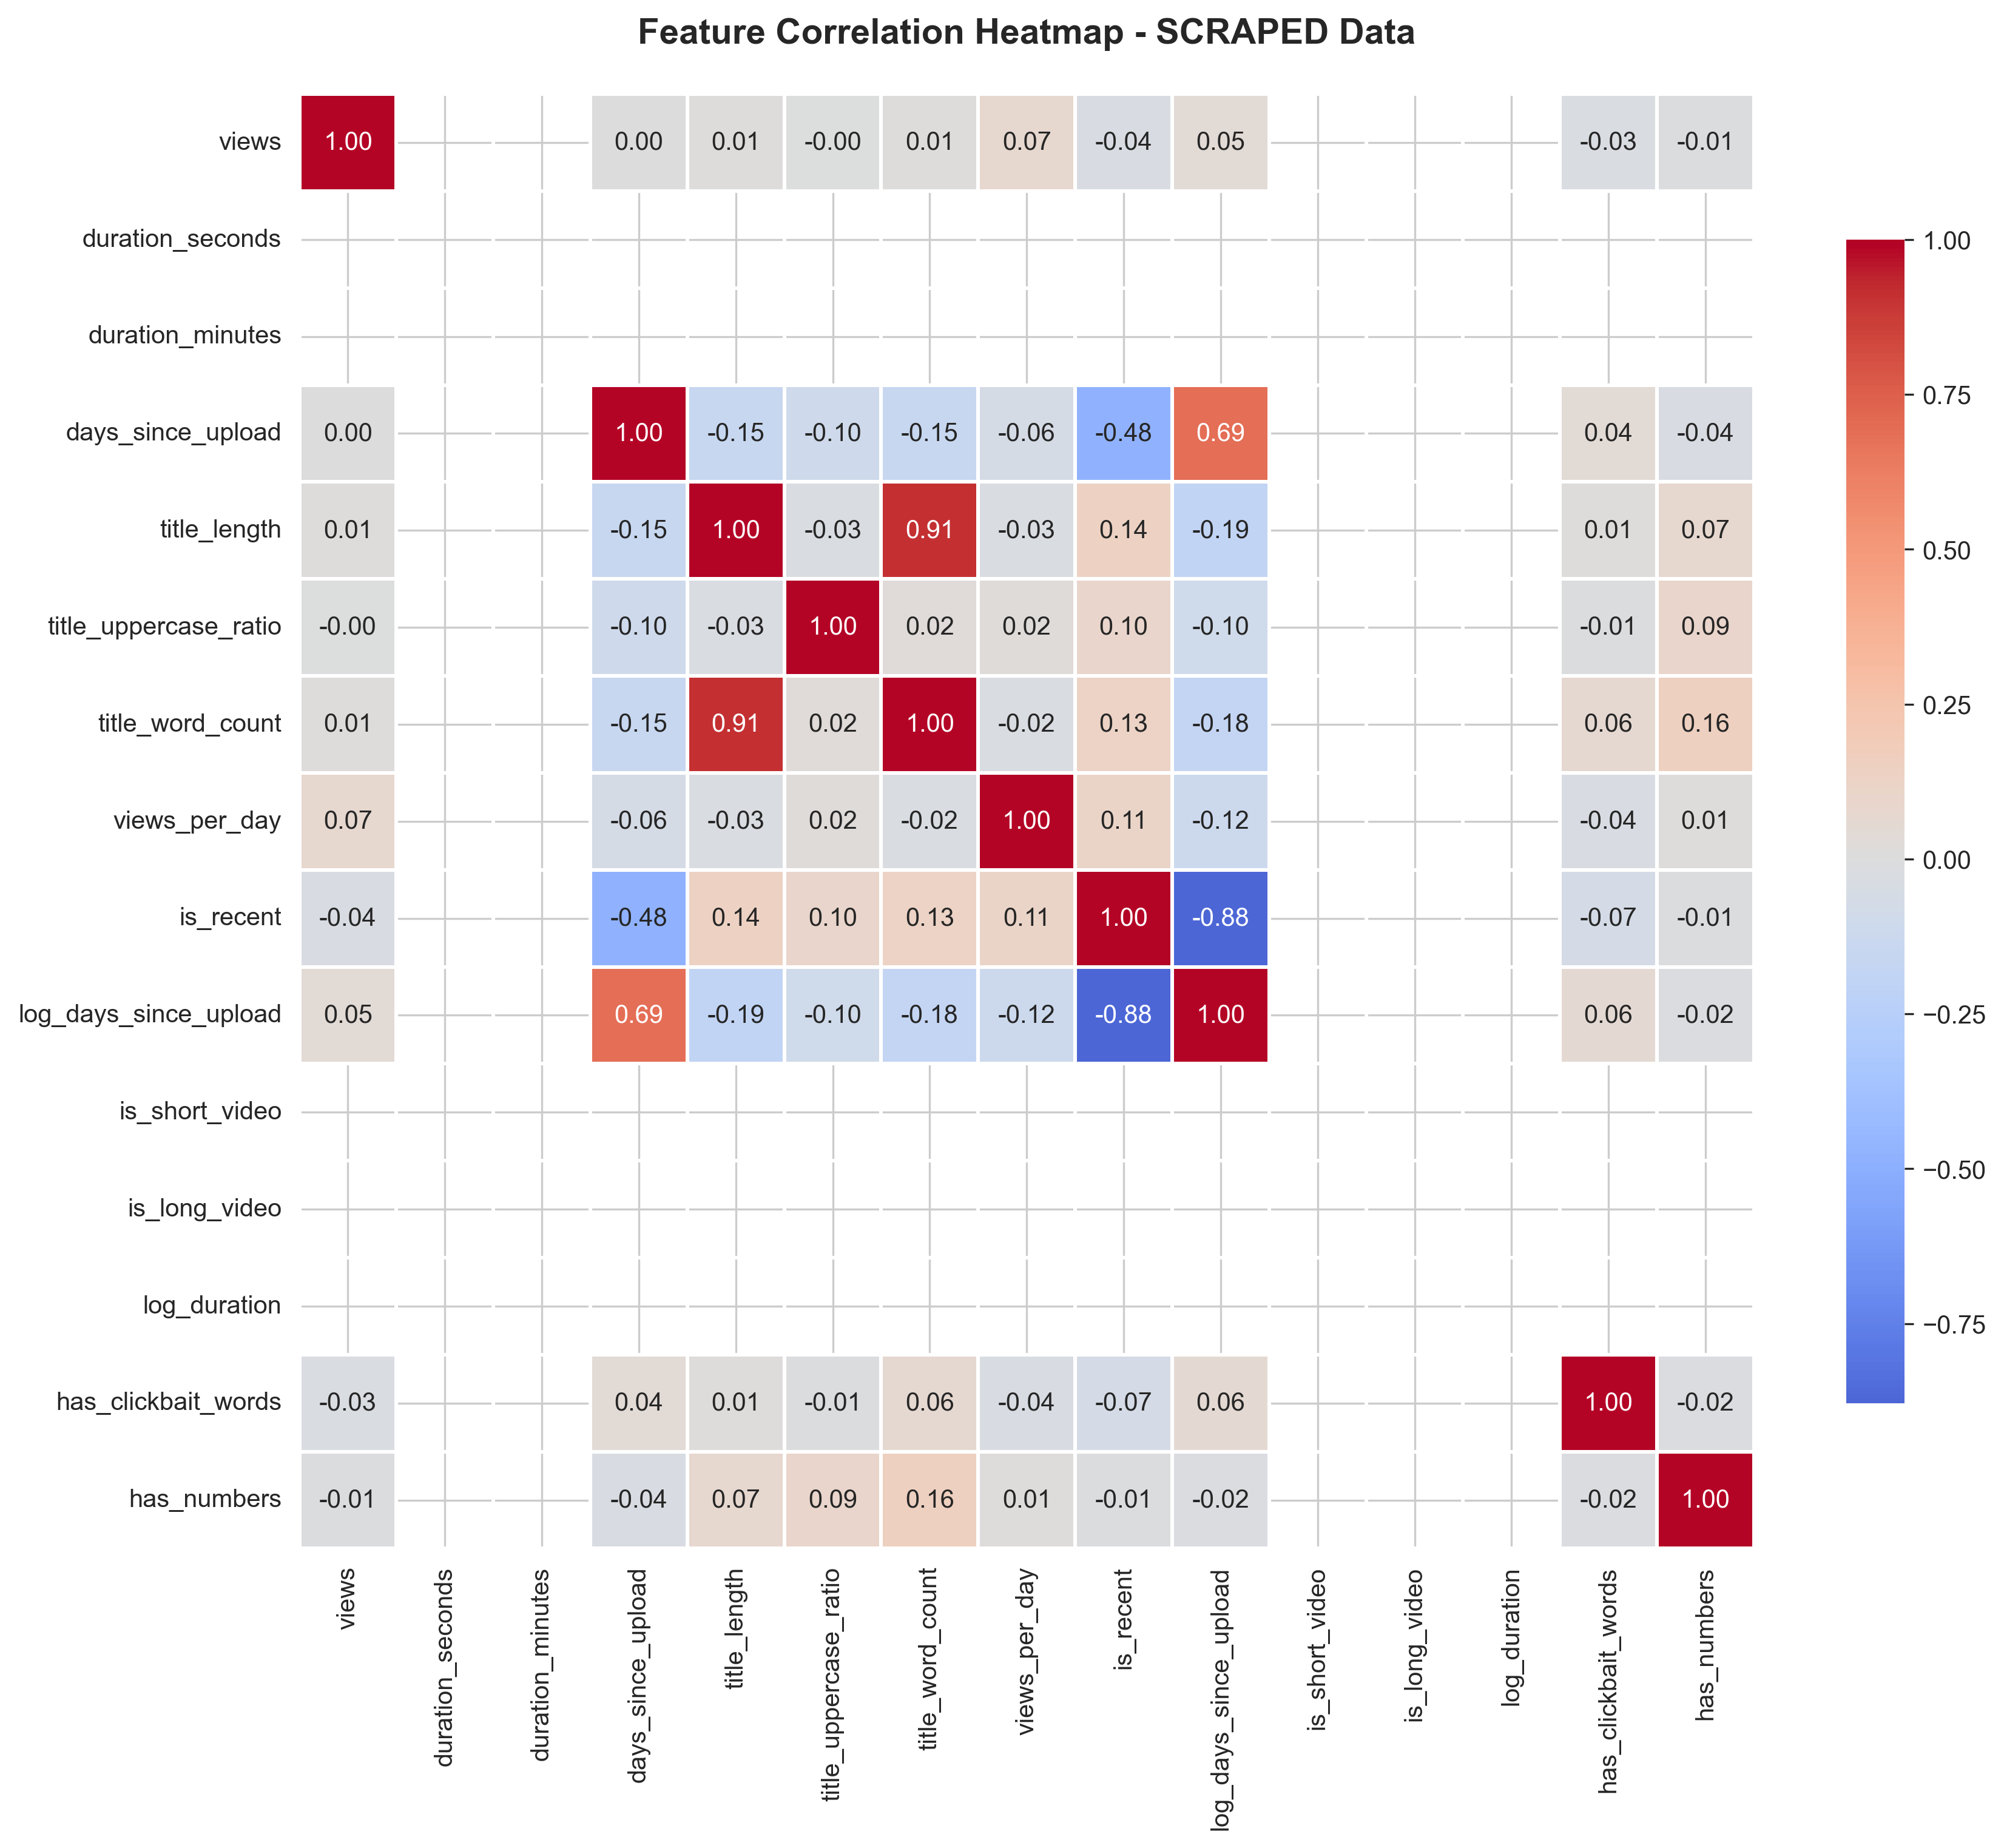 Feature Correlation Heatmap - SCRAPED Data
views 1.00 0.00 0.01 -0.00 0.01 0.07 -0.04 0.05 -0.03 -0.01
duration_seconds
duration_minutes
days_since_upload 0.00 1.00 -0.15 -0.10 -0.15 -0.06 -0.48 0.69 0.04 -0.04
title_length 0.01 -0.15 1.00 -0.03 0.91 -0.03 0.14 -0.19 0.01 0.07
title_uppercase_ratio -0.00 -0.10 -0.03 1.00 0.02 0.02 0.10 -0.10 -0.01 0.09
title_word_count 0.01 -0.15 0.91 0.02 1.00 -0.02 0.13 -0.18 0.06 0.16
views_per_day 0.07 -0.06 -0.03 0.02 -0.02 1.00 0.11 -0.12 -0.04 0.01
is_recent -0.04 -0.48 0.14 0.10 0.13 0.11 1.00 -0.88 -0.07 -0.01
log_days_since_upload 0.05 0.69 -0.19 -0.10 -0.18 -0.12 -0.88 1.00 0.06 -0.02
is_short_video
is_long_video
log_duration
has_clickbait_words -0.03 0.04 0.01 -0.01 0.06 -0.04 -0.07 0.06 1.00 -0.02
has_numbers -0.01 -0.04 0.07 0.09 0.16 0.01 -0.01 -0.02 -0.02 1.00
views
duration_seconds
duration_minutes
days_since_upload
title_length
title_uppercase_ratio
title_word_count
views_per_day
is_recent
log_days_since_upload
is_short_video
is_long_video
log_duration
has_clickbait_words
has_numbers
1.00
0.75
0.50
0.25
0.00
−0.25
−0.50
−0.75